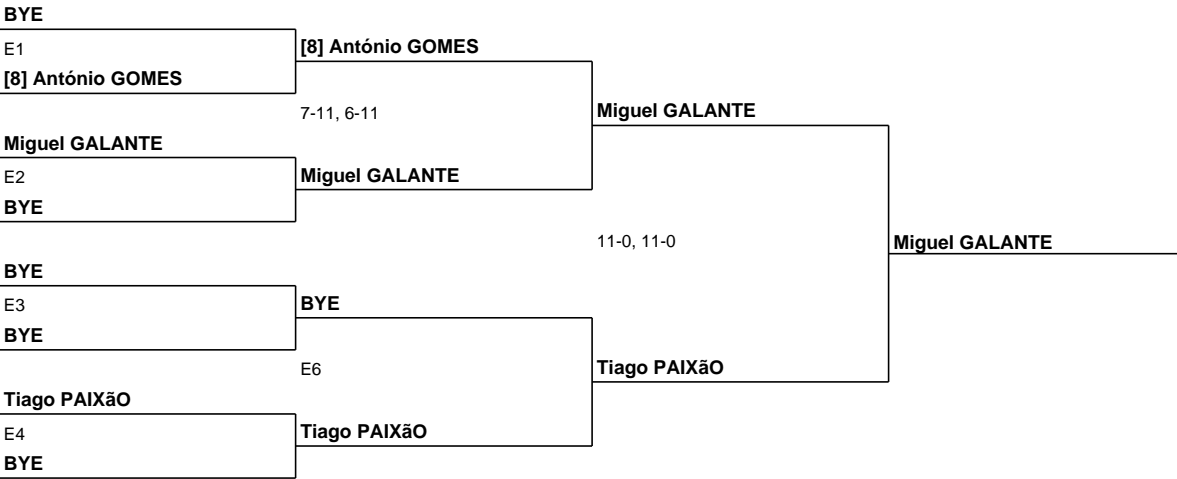 BYE
E1
[8] António GOMES
[8] António GOMES
7-11, 6-11
Miguel GALANTE
Miguel GALANTE
E2
Miguel GALANTE
BYE
11-0, 11-0
Miguel GALANTE
BYE
E3
BYE
BYE
E6
Tiago PAIXãO
Tiago PAIXãO
E4
Tiago PAIXãO
BYE